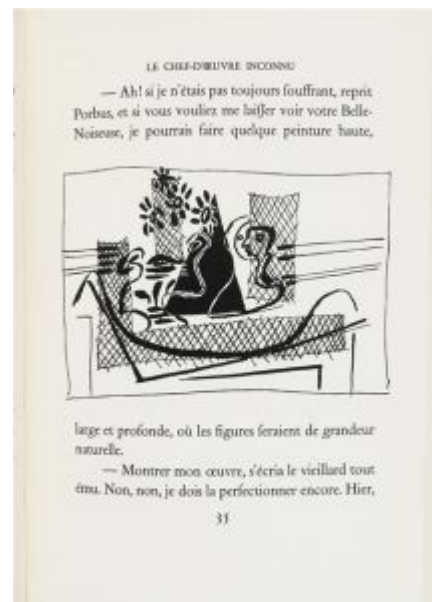 LE CHEF-D'ŒUVRE INCONNU
— Ah! si je n'étais pas toujours ſouffrant, reprit
Porbus, et si vous vouliez me laiſſer voir votre Belle-
Noiseuse, je pourrais faire quelque peinture haute,
large et profonde, où les figures ſeraient de grandeur
naturelle.
— Montrer mon œuvre, s'écria le vieillard tout
ému. Non, non, je dois la perfectionner encore. Hier,
35